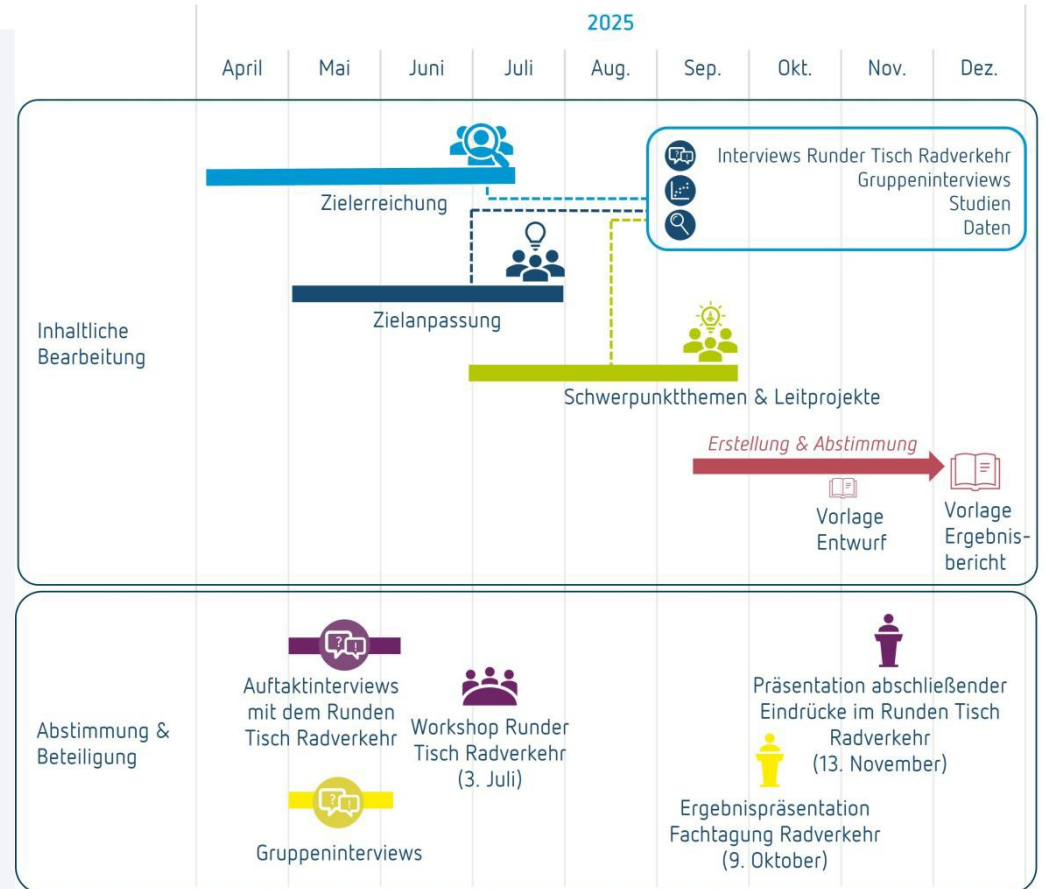 2025
April
Mai
Juni
Juli
Aug.
Sep.
Okt.
Nov.
Dez.
Inhaltliche
Bearbeitung
Zielerreichung
Interviews Runder Tisch Radverkehr
Gruppeninterviews
Studien
Daten
Zielanpassung
Schwerpunktthemen & Leitprojekte
Erstellung & Abstimmung
Vorlage
Entwurf
Vorlage
Ergebnis-
bericht
Abstimmung &
Beteiligung
Auftaktinterviews
mit dem Runden
Tisch Radverkehr
Workshop Runder
Tisch Radverkehr
(3. Juli)
Präsentation abschließender
Eindrücke im Runden Tisch
Radverkehr
(13. November)
Gruppeninterviews
Ergebnispräsentation
Fachtagung Radverkehr
(9. Oktober)